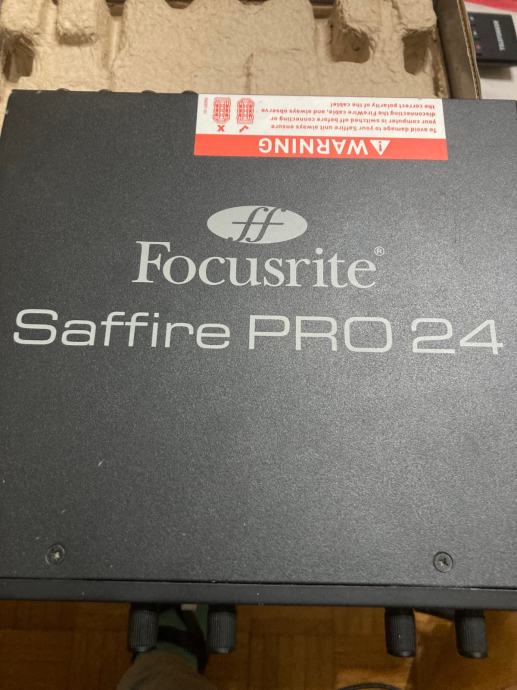 ⚠WARNING
To avoid damage to your Saffire unit always ensure
your computer is switched off before connecting or
disconnecting the FireWire cable, and always observe
the correct polarity of the cable!
ff
Focusrite®
Saffire PRO 24